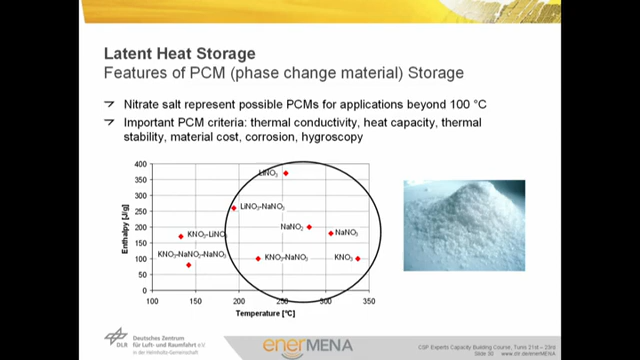 Latent Heat Storage
Features of PCM (phase change material) Storage
Nitrate salt represent possible PCMs for applications beyond 100 °C
Important PCM criteria: thermal conductivity, heat capacity, thermal
stability, material cost, corrosion, hygroscopy
Enthalpy [J/g]
400
350
300
250
200
150
100
50
0
LiNO3
LiNO3-NaNO3
KNO3-LiNO3
NaNO2
NaNO3
KNO3-NaNO2-NaNO3
KNO3-NaNO3
KNO3
100 150 200 250 300 350
Temperature [°C]
DLR
Deutsches Zentrum
für Luft- und Raumfahrt e.V.
in der Helmholtz-Gemeinschaft
enerMENA
CSP Experts Capacity Building Course, Tunis 21st – 23rd